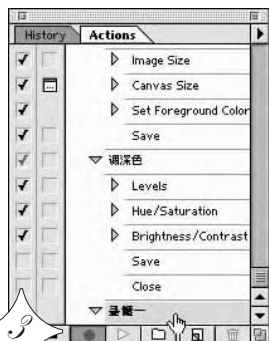 History Actions
Image Size
Canvas Size
Set Foreground Color
Save
调深色
Levels
Hue/Saturation
Brightness/Contrast
Save
Close
录制一
3